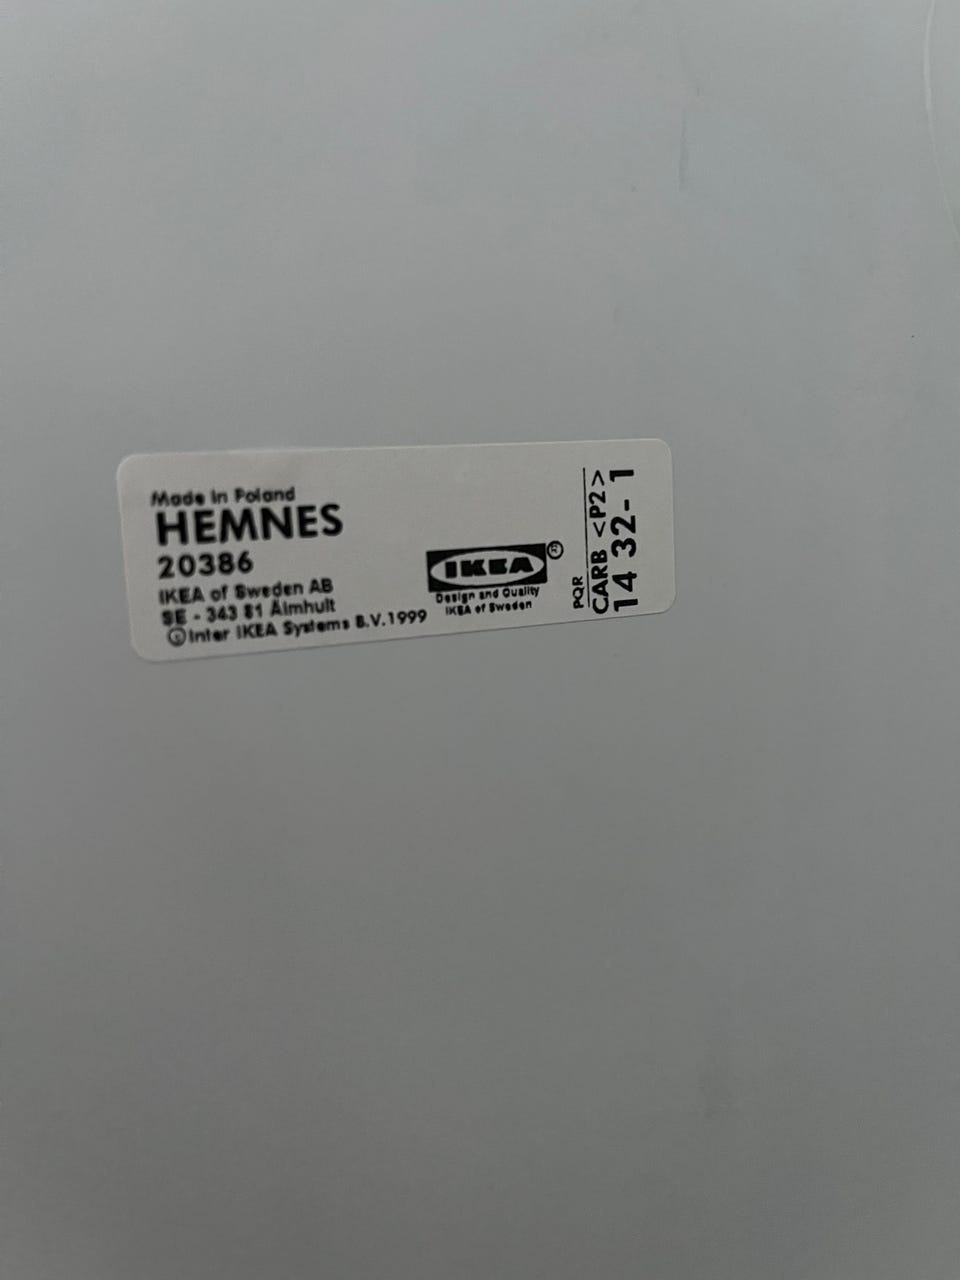 Made in Poland
HEMNES
20386
IKEA of Sweden AB
SE - 343 81 Älmhult
©Inter IKEA Systems B.V. 1999
IKEA®
Design and Quality
IKEA of Sweden
PQR
CARB <P2>
14 32- 1